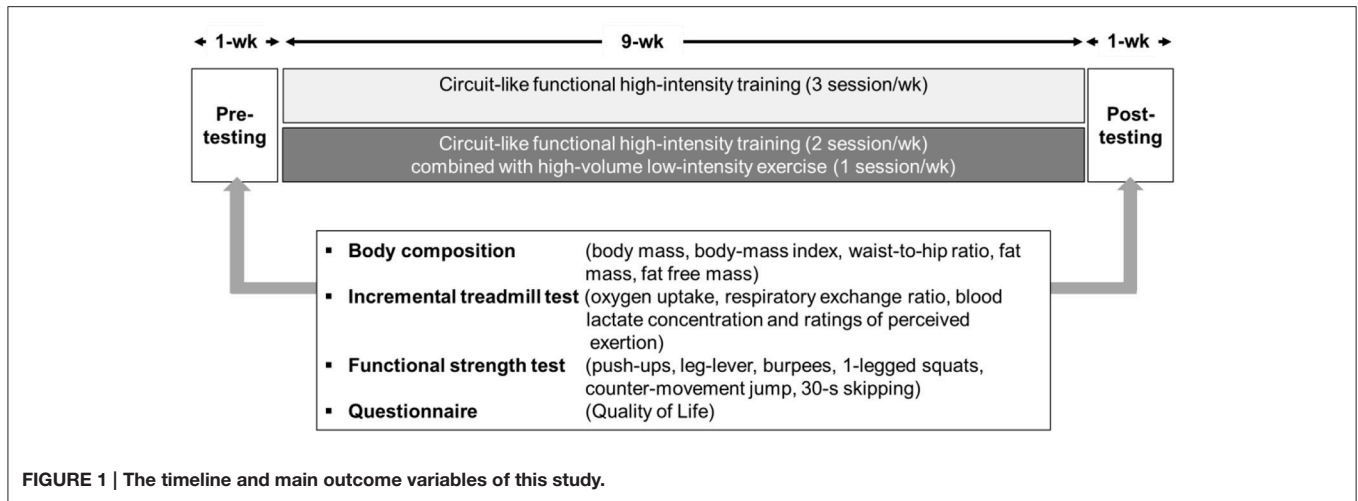 1-wk 9-wk 1-wk
Pre-
testing
Circuit-like functional high-intensity training (3 session/wk)
Circuit-like functional high-intensity training (2 session/wk)
combined with high-volume low-intensity exercise (1 session/wk)
Post-
testing
▪ Body composition (body mass, body-mass index, waist-to-hip ratio, fat
mass, fat free mass)
▪ Incremental treadmill test (oxygen uptake, respiratory exchange ratio, blood
lactate concentration and ratings of perceived
exertion)
▪ Functional strength test (push-ups, leg-lever, burpees, 1-legged squats,
counter-movement jump, 30-s skipping)
▪ Questionnaire (Quality of Life)
FIGURE 1 | The timeline and main outcome variables of this study.